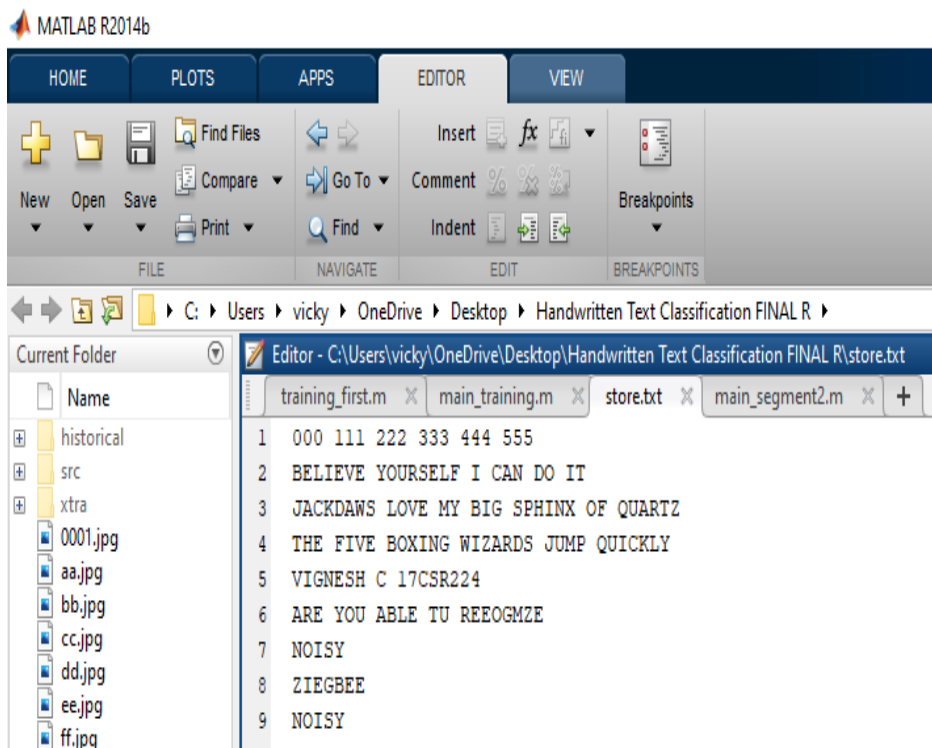 MATLAB R2014b
HOME PLOTS APPS EDITOR VIEW
New Open Save Find Files Compare Print
Go To Find
Insert fx Comment Indent
Breakpoints
FILE NAVIGATE EDIT BREAKPOINTS
C: Users vicky OneDrive Desktop Handwritten Text Classification FINAL R
Current Folder
Editor - C:\Users\vicky\OneDrive\Desktop\Handwritten Text Classification FINAL R\store.txt
Name
training_first.m main_training.m store.txt main_segment2.m +
historical
src
xtra
0001.jpg
aa.jpg
bb.jpg
cc.jpg
dd.jpg
ee.jpg
ff.jpg
1 000 111 222 333 444 555
2 BELIEVE YOURSELF I CAN DO IT
3 JACKDAWS LOVE MY BIG SPHINX OF QUARTZ
4 THE FIVE BOXING WIZARDS JUMP QUICKLY
5 VIGNESH C 17CSR224
6 ARE YOU ABLE TU REEOGMZE
7 NOISY
8 ZIEGBEE
9 NOISY